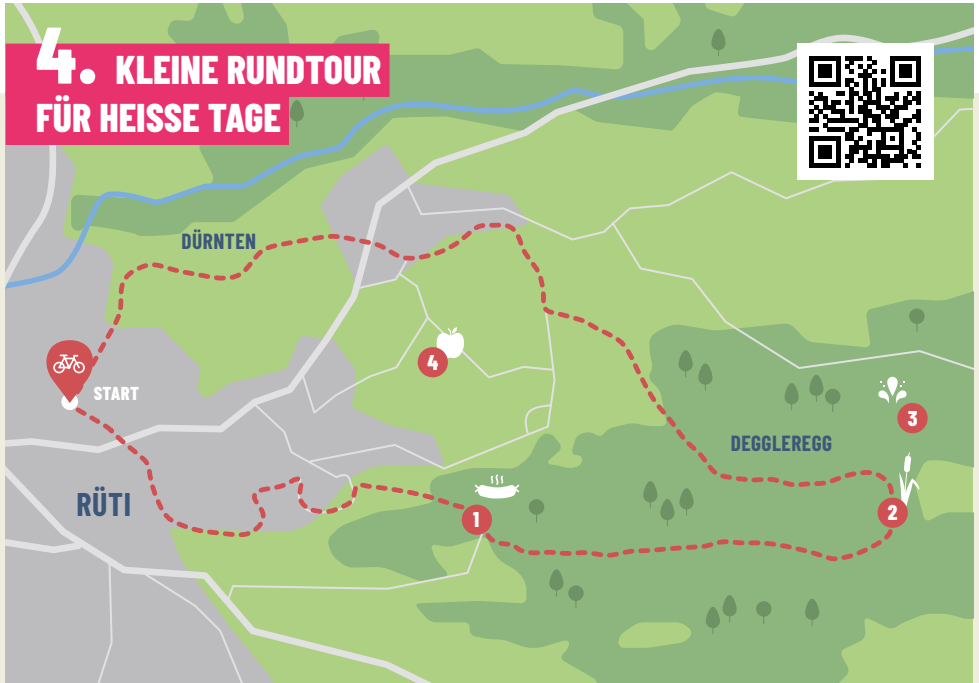 4. KLEINE RUNDTOUR
FÜR HEISSE TAGE
DÜRNTEN
4
START
3
DEGGLEREGG
RÜTI
1
2